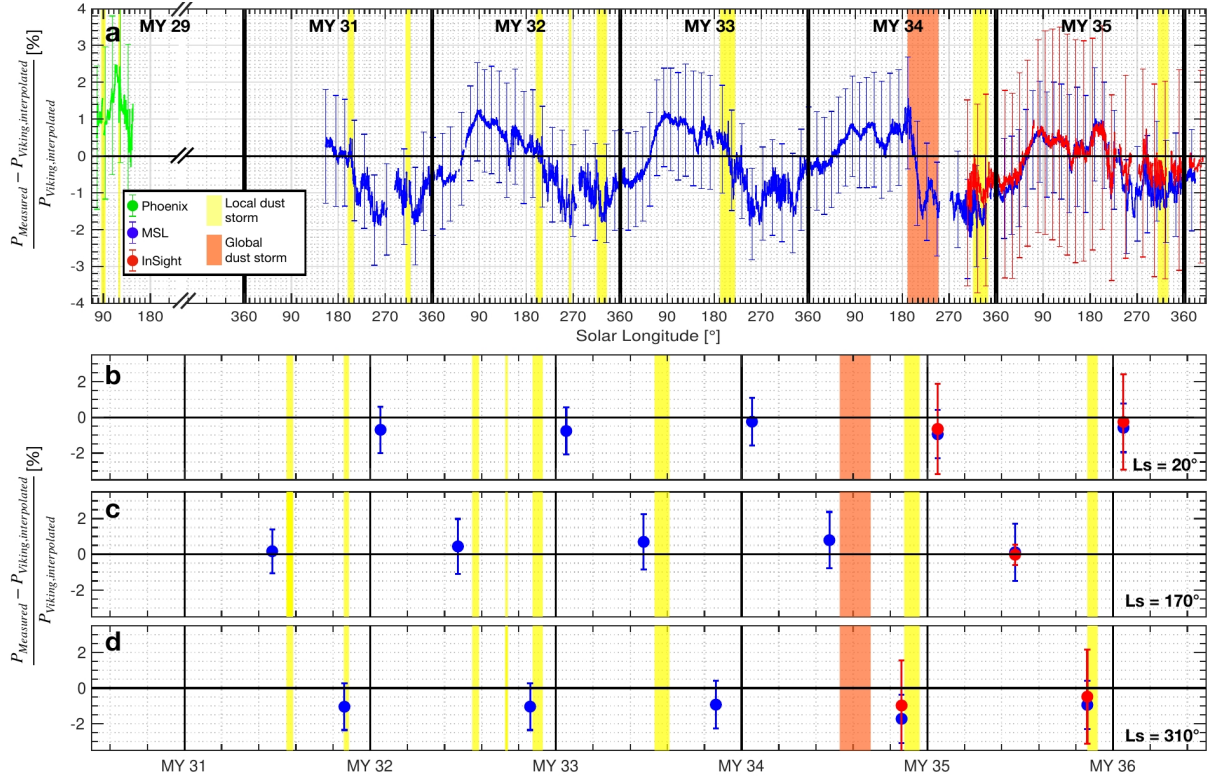 a
MY 29
MY 31
MY 32
MY 33
MY 34
MY 35
4
3
2
1
0
-1
-2
-3
-4
P_Measured − P_Viking,interpolated
P_Viking,interpolated
[%]
Phoenix
MSL
InSight
Local dust
storm
Global
dust storm
90 180 360 90 180 270 360 90 180 270 360 90 180 270 360 90 180 270 360 90 180 270 360
Solar Longitude [°]
b
2
0
-2
Ls = 20°
c
2
0
-2
Ls = 170°
d
2
0
-2
Ls = 310°
P_Measured − P_Viking,interpolated
P_Viking,interpolated
[%]
MY 31 MY 32 MY 33 MY 34 MY 35 MY 36